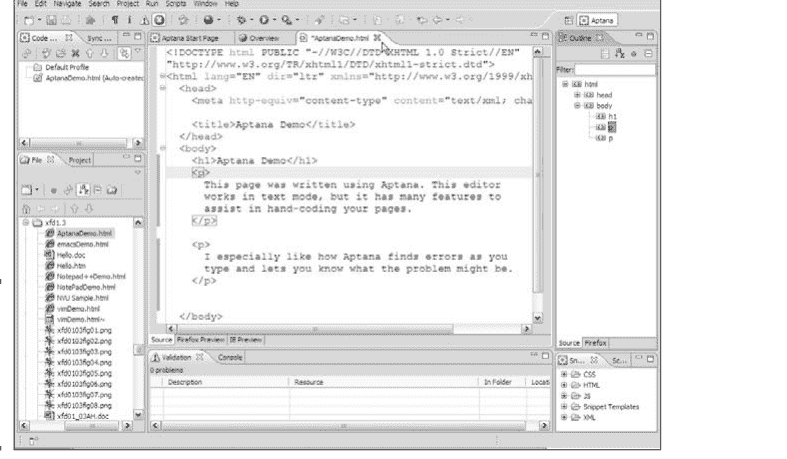 File Edit Navigate Search Project Run Scripts Window Help
Aptana
Code ...
Sync ...
Default Profile
AptanaDemo.html (Auto-created
File
Project
xfd1.3
AptanaDemo.html
emacsDemo.html
Hello.doc
Hello.htm
Notepad++Demo.html
NotePadDemo.html
NVU Sample.html
vimDemo.html
vimDemo.html~
xfd0103fig01.png
xfd0103fig02.png
xfd0103fig03.png
xfd0103fig04.png
xfd0103fig05.png
xfd0103fig06.png
xfd0103fig07.png
xfd0103fig08.png
xfd01_03AH.doc
Aptana Start Page
Overview
*AptanaDemo.html
<!DOCTYPE html PUBLIC "-//W3C//DTD XHTML 1.0 Strict//EN"
"http://www.w3.org/TR/xhtml1/DTD/xhtml1-strict.dtd">
<html lang="EN" dir="ltr" xmlns="http://www.w3.org/1999/xh
<head>
<meta http-equiv="content-type" content="text/xml; cha
<title>Aptana Demo</title>
</head>
<body>
<h1>Aptana Demo</h1>
<p>
This page was written using Aptana. This editor
works in text mode, but it has many features to
assist in hand-coding your pages.
</p>
<p>
I especially like how Aptana finds errors as you
type and lets you know what the problem might be.
</p>
</body>
Source Firefox Preview IE Preview
Validation
Console
0 problems
Description Resource In Folder Locati
Outline
Filter:
html
head
body
h1
p
p
Source Firefox
Sn...
Sc...
CSS
HTML
JS
Snippet Templates
XML